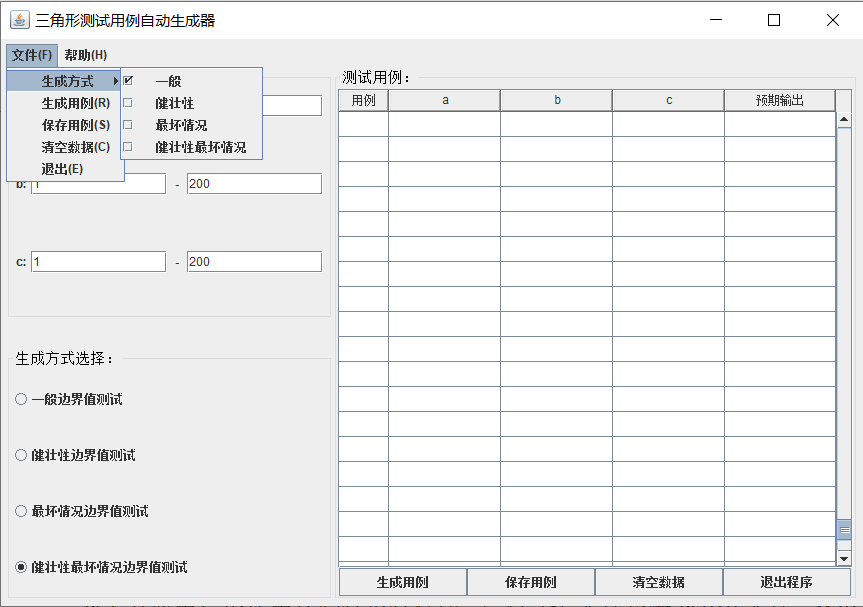 三角形测试用例自动生成器
文件(F) 帮助(H)
生成方式
生成用例(R)
保存用例(S)
清空数据(C)
退出(E)
一般
健壮性
最坏情况
健壮性最坏情况
b: 1 - 200
c: 1 - 200
生成方式选择：
一般边界值测试
健壮性边界值测试
最坏情况边界值测试
健壮性最坏情况边界值测试
测试用例：
用例 a b c 预期输出
生成用例 保存用例 清空数据 退出程序